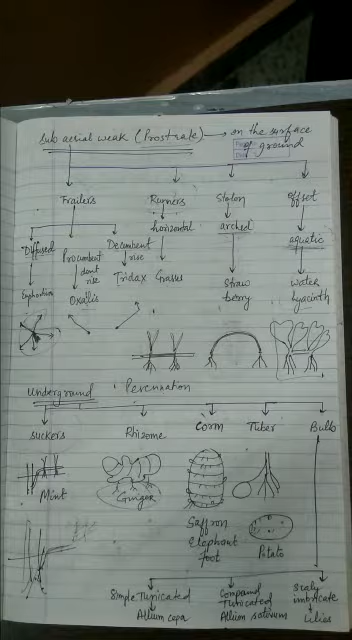 Sub aerial weak (Prostrate) → on the surface
of ground
Frailers Runners Stolon offset
horizontal arched aquatic
Diffused Procumbent Decumbent
dont rise rise
Euphorbia Oxalis Tridax Grasses Straw berry water hyacinth
Underground Perennation
suckers Rhizome Corm Tuber Bulb
Mint Ginger
Saffron
Elephant
foot Potato
Simple Tunicated Compound Tunicated Scaly imbricate
Allium cepa Allium sativum Lilies